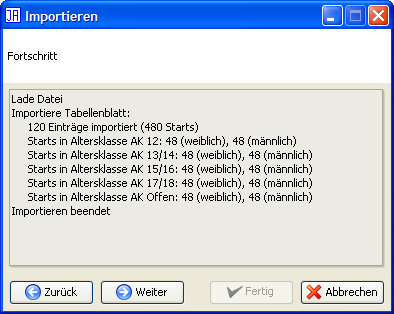 JA Importieren
Fortschritt
Lade Datei
Importiere Tabellenblatt:
120 Einträge importiert (480 Starts)
Starts in Altersklasse AK 12: 48 (weiblich), 48 (männlich)
Starts in Altersklasse AK 13/14: 48 (weiblich), 48 (männlich)
Starts in Altersklasse AK 15/16: 48 (weiblich), 48 (männlich)
Starts in Altersklasse AK 17/18: 48 (weiblich), 48 (männlich)
Starts in Altersklasse AK Offen: 48 (weiblich), 48 (männlich)
Importieren beendet
Zurück Weiter Fertig Abbrechen